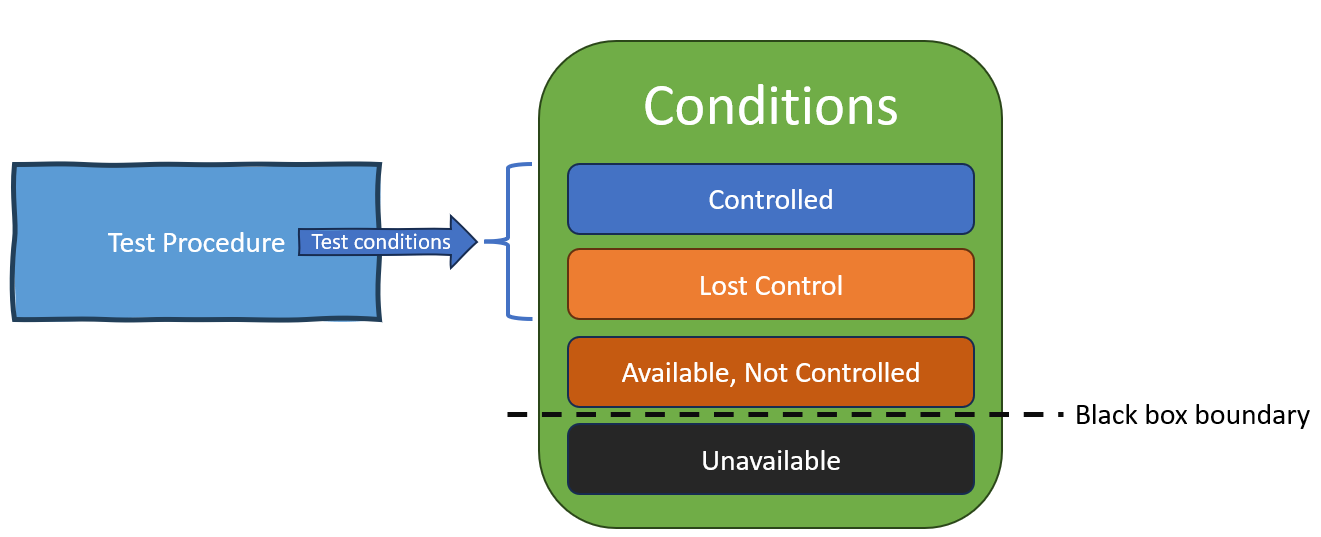 Conditions
Controlled
Test Procedure
Test conditions
Lost Control
Available, Not Controlled
Black box boundary
Unavailable